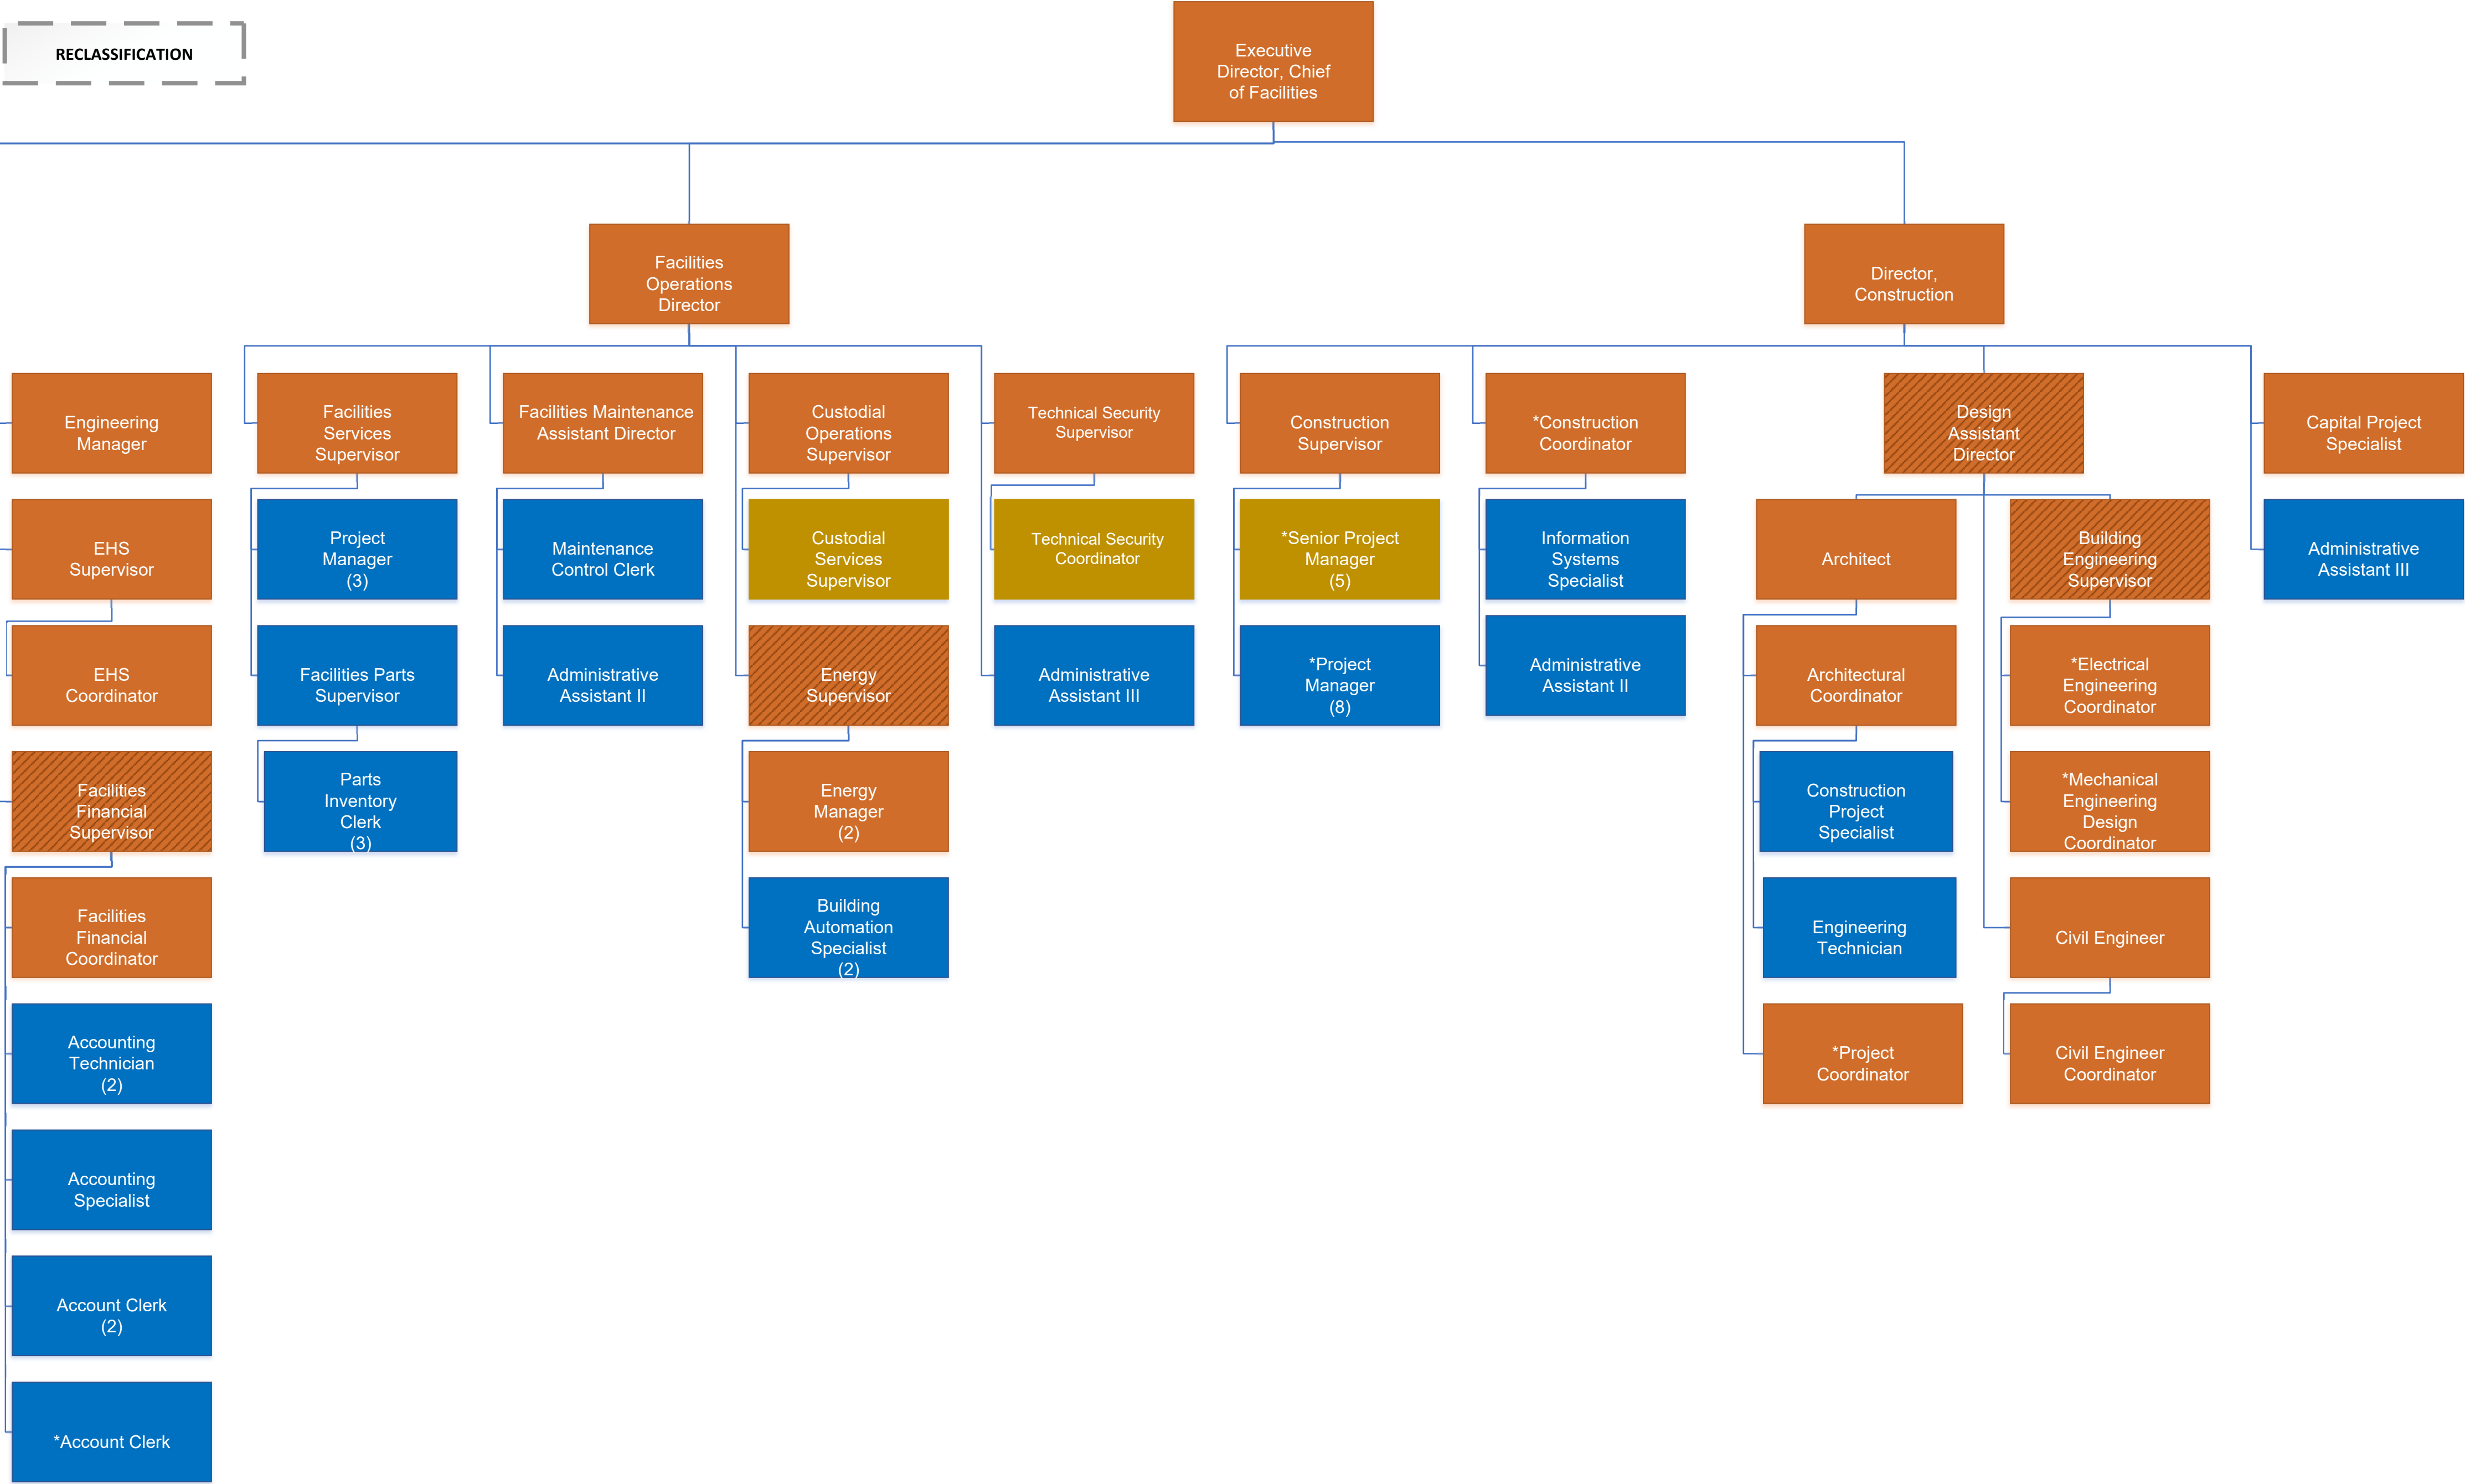 RECLASSIFICATION
Executive
Director, Chief
of Facilities
Facilities
Operations
Director
Director,
Construction
Engineering
Manager
Facilities
Services
Supervisor
Facilities Maintenance
Assistant Director
Custodial
Operations
Supervisor
Technical Security
Supervisor
Construction
Supervisor
*Construction
Coordinator
Design
Assistant
Director
Capital Project
Specialist
EHS
Supervisor
Project
Manager
(3)
Maintenance
Control Clerk
Custodial
Services
Supervisor
Technical Security
Coordinator
*Senior Project
Manager
(5)
Information
Systems
Specialist
Architect
Building
Engineering
Supervisor
Administrative
Assistant III
EHS
Coordinator
Facilities Parts
Supervisor
Administrative
Assistant II
Energy
Supervisor
Administrative
Assistant III
*Project
Manager
(8)
Administrative
Assistant II
Architectural
Coordinator
*Electrical
Engineering
Coordinator
Facilities
Financial
Supervisor
Parts
Inventory
Clerk
(3)
Energy
Manager
(2)
Construction
Project
Specialist
*Mechanical
Engineering
Design
Coordinator
Facilities
Financial
Coordinator
Building
Automation
Specialist
(2)
Engineering
Technician
Civil Engineer
Accounting
Technician
(2)
*Project
Coordinator
Civil Engineer
Coordinator
Accounting
Specialist
Account Clerk
(2)
*Account Clerk